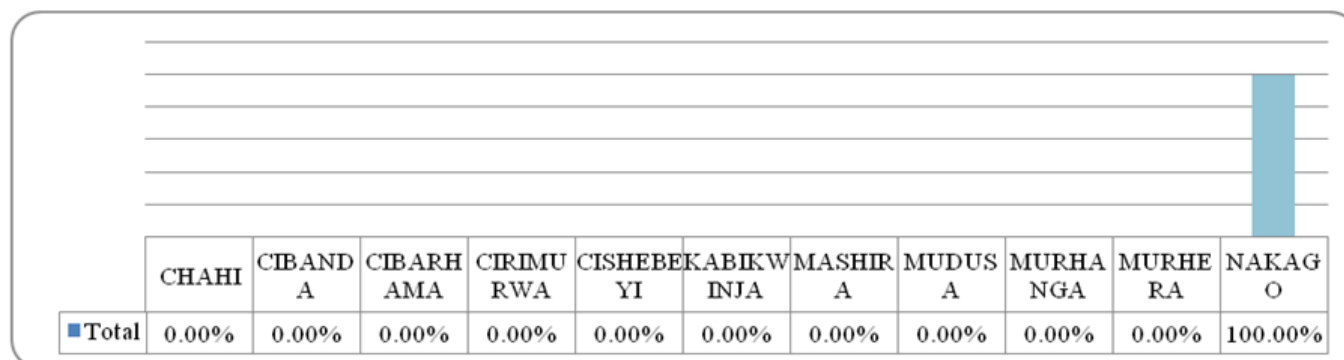 CHAHI
CIBAND
A
CIBARH
AMA
CIRIMU
RWA
CISHEBE
YI
KABIKW
INJA
MASHIR
A
MUDUS
A
MURHA
NGA
MURHE
RA
NAKAG
O
Total 0.00% 0.00% 0.00% 0.00% 0.00% 0.00% 0.00% 0.00% 0.00% 0.00% 100.00%